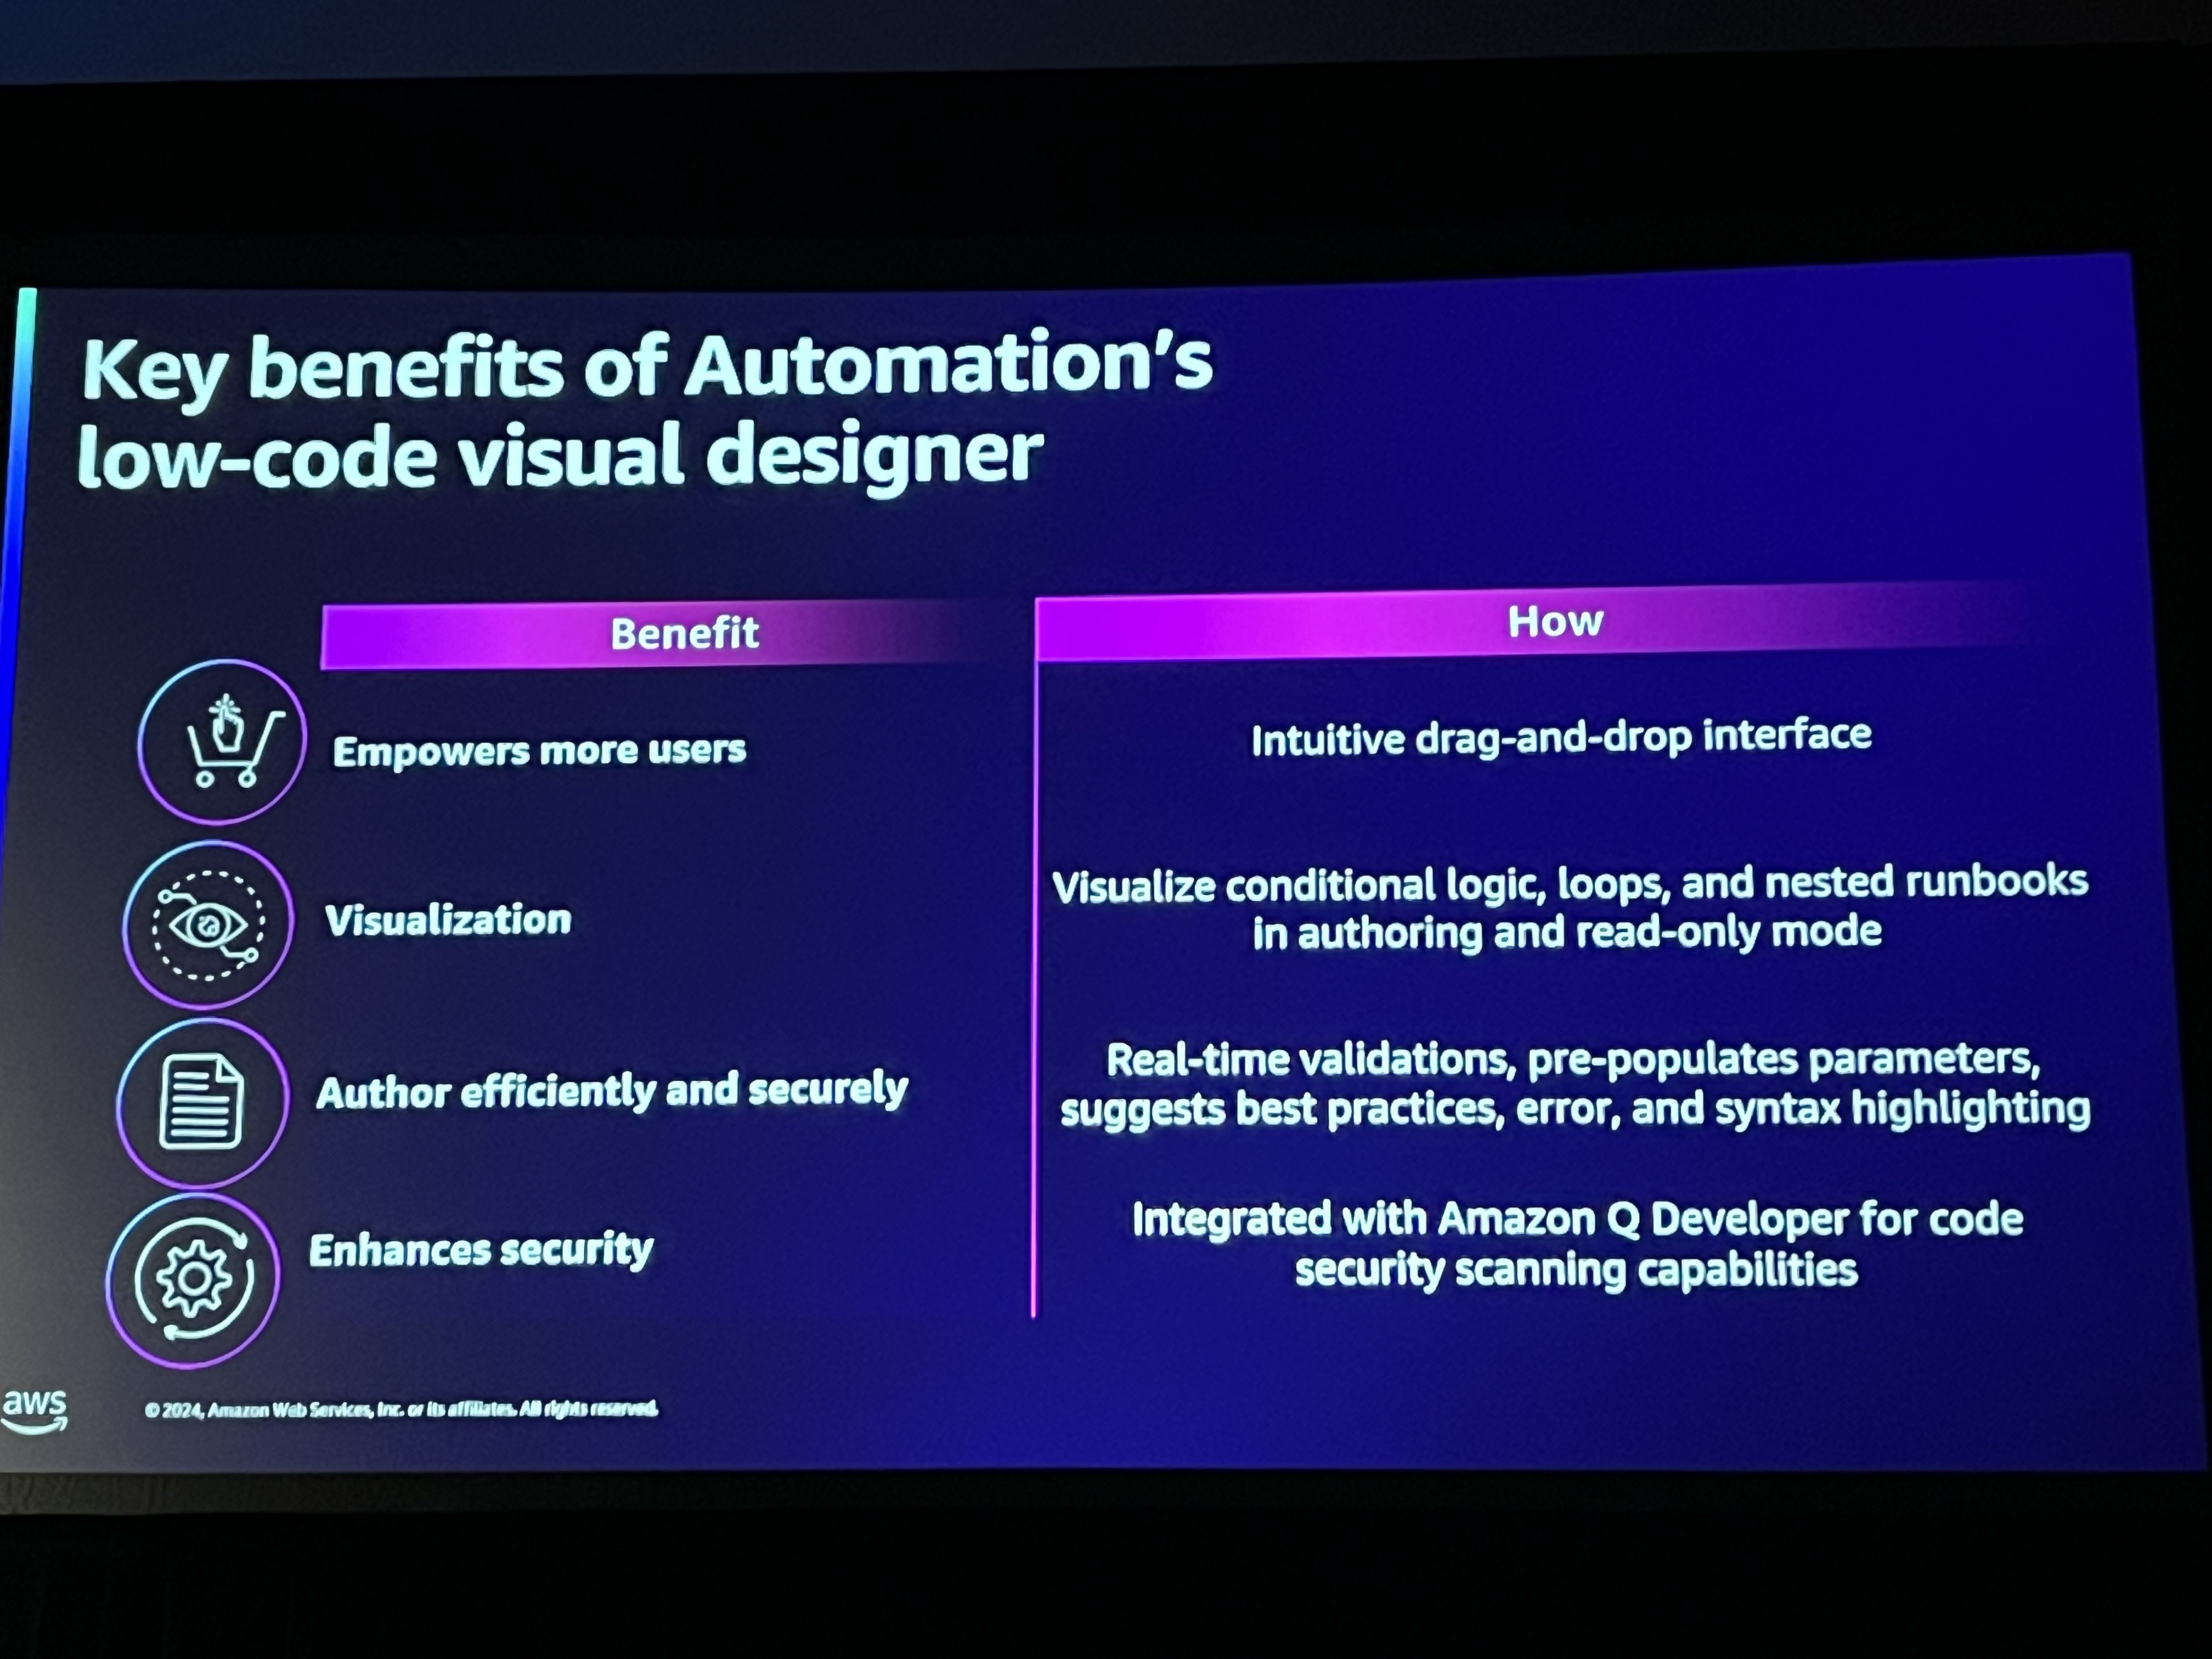 Key benefits of Automation’s
low-code visual designer
Benefit
How
Empowers more users
Intuitive drag-and-drop interface
Visualization
Visualize conditional logic, loops, and nested runbooks
in authoring and read-only mode
Author efficiently and securely
Real-time validations, pre-populates parameters,
suggests best practices, error, and syntax highlighting
Enhances security
Integrated with Amazon Q Developer for code
security scanning capabilities
aws
© 2024, Amazon Web Services, Inc. or its affiliates. All rights reserved.